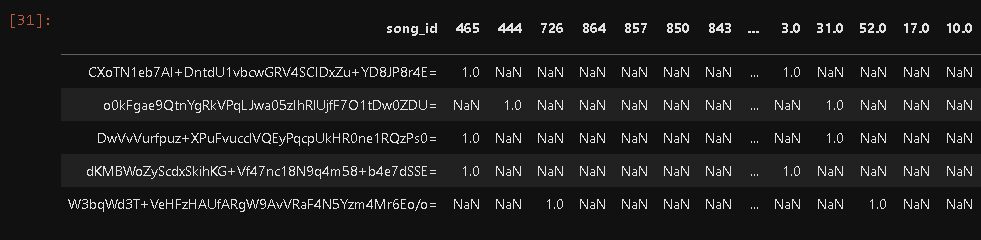 [31]:
song_id 465 444 726 864 857 850 843 ... 3.0 31.0 52.0 17.0 10.0
CXoTN1eb7AI+DntdU1vbcwGRV4SCIDxZu+YD8JP8r4E= 1.0 NaN NaN NaN NaN NaN NaN ... 1.0 NaN NaN NaN NaN
o0kFgae9QtnYgRkVPqLJwa05zIhRlUjfF7O1tDw0ZDU= NaN 1.0 NaN NaN NaN NaN NaN ... NaN 1.0 NaN NaN NaN
DwVvVurfpuz+XPuFvucclVQEyPqcpUkHR0ne1RQzPs0= 1.0 NaN NaN NaN NaN NaN NaN ... NaN 1.0 NaN NaN NaN
dKMBWoZyScdxSkihKG+Vf47nc18N9q4m58+b4e7dSSE= 1.0 NaN NaN NaN NaN NaN NaN ... 1.0 NaN NaN NaN NaN
W3bqWd3T+VeHFzHAUfARgW9AvVRaF4N5Yzm4Mr6Eo/o= NaN NaN 1.0 NaN NaN NaN NaN ... NaN NaN 1.0 NaN NaN